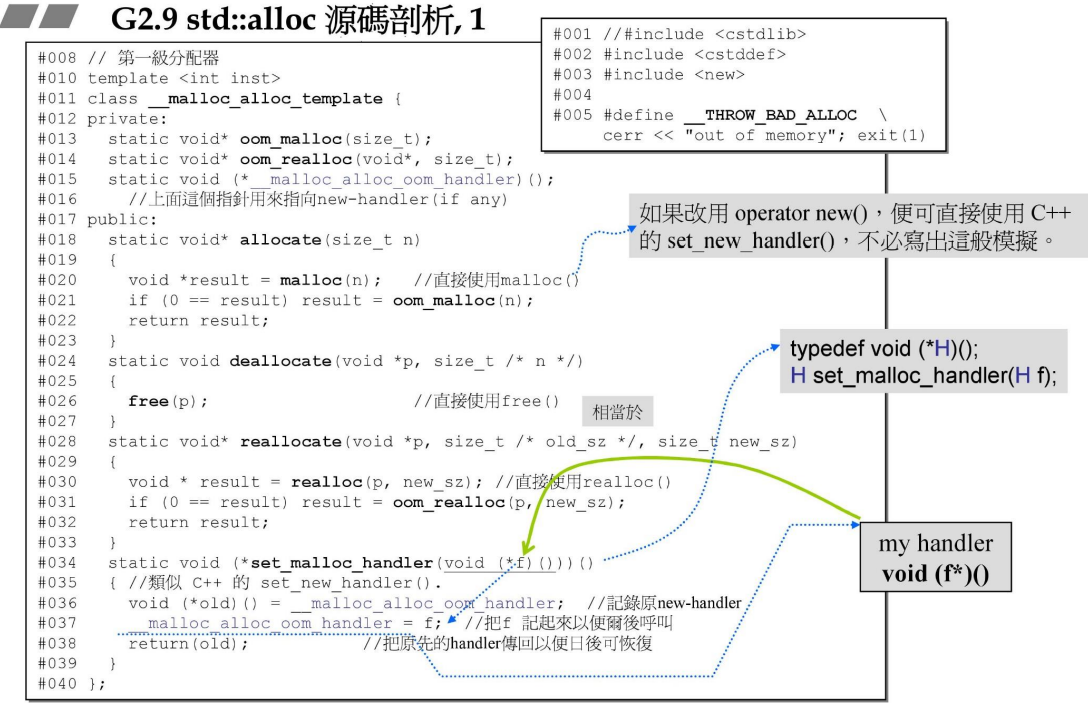 G2.9 std::alloc 源碼剖析, 1
#001 //#include <cstdlib>
#002 #include <cstddef>
#003 #include <new>
#004
#005 #define __THROW_BAD_ALLOC \
cerr << "out of memory"; exit(1)
#008 // 第一級分配器
#010 template <int inst>
#011 class __malloc_alloc_template {
#012 private:
#013 static void* oom_malloc(size_t);
#014 static void* oom_realloc(void*, size_t);
#015 static void (*__malloc_alloc_oom_handler)();
#016 //上面這個指針用來指向new-handler(if any)
#017 public:
#018 static void* allocate(size_t n)
#019 {
#020 void *result = malloc(n); //直接使用malloc()
#021 if (0 == result) result = oom_malloc(n);
#022 return result;
#023 }
#024 static void deallocate(void *p, size_t /* n */)
#025 {
#026 free(p); //直接使用free()
#027 }
#028 static void* reallocate(void *p, size_t /* old_sz */, size_t new_sz)
#029 {
#030 void * result = realloc(p, new_sz); //直接使用realloc()
#031 if (0 == result) result = oom_realloc(p, new_sz);
#032 return result;
#033 }
#034 static void (*set_malloc_handler(void (*f)()))()
#035 { //類似 C++ 的 set_new_handler().
#036 void (*old)() = __malloc_alloc_oom_handler; //記錄原new-handler
#037 __malloc_alloc_oom_handler = f; //把f 記起來以便爾後呼叫
#038 return(old); //把原先的handler傳回以便日後可恢復
#039 }
#040 };
如果改用 operator new()，便可直接使用 C++
的 set_new_handler()，不必寫出這般模擬。
typedef void (*H)();
H set_malloc_handler(H f);
相當於
my handler
void (f*)()